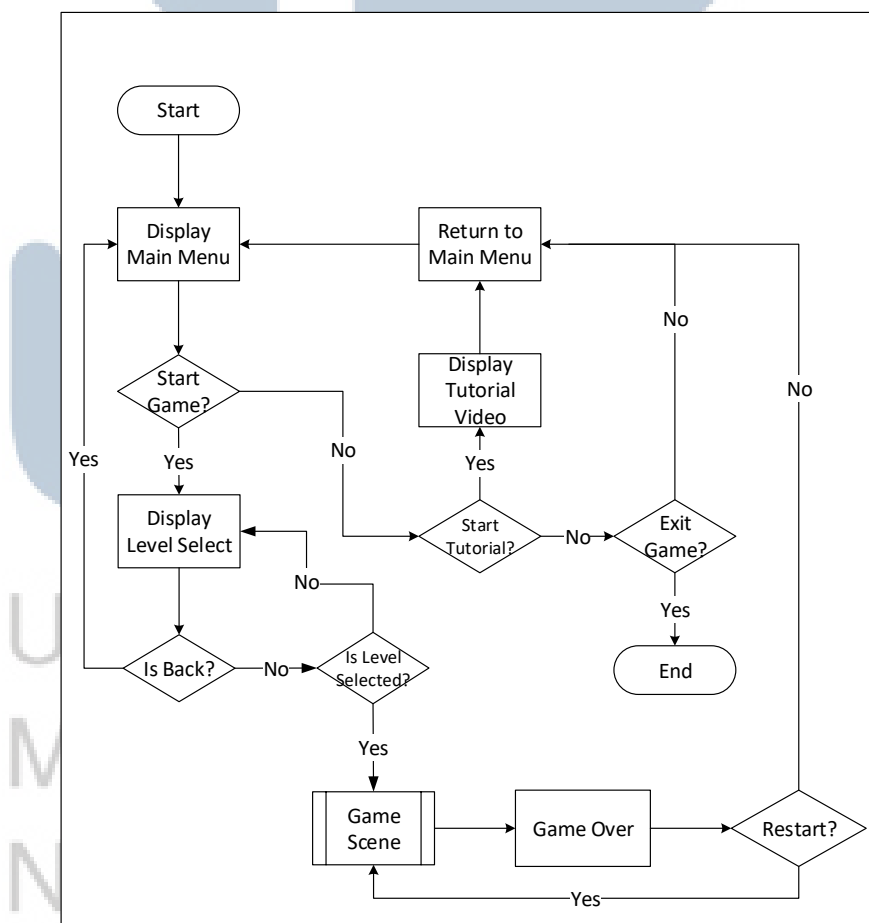 Start
Display
Main Menu
Return to
Main Menu
No
Display
Tutorial
Video
No
Start
Game?
No
Yes
Yes
Yes
Display
Level Select
Start
Tutorial?
No
Exit
Game?
No
Yes
Is Back?
No
Is Level
Selected?
End
Yes
Game
Scene
Game Over
Restart?
Yes
U
M
N